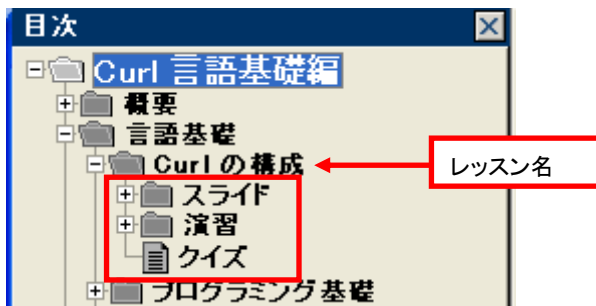 目次
Curl 言語基礎編
概要
言語基礎
Curl の構成
レッスン名
スライド
演習
クイズ
プログラミング基礎